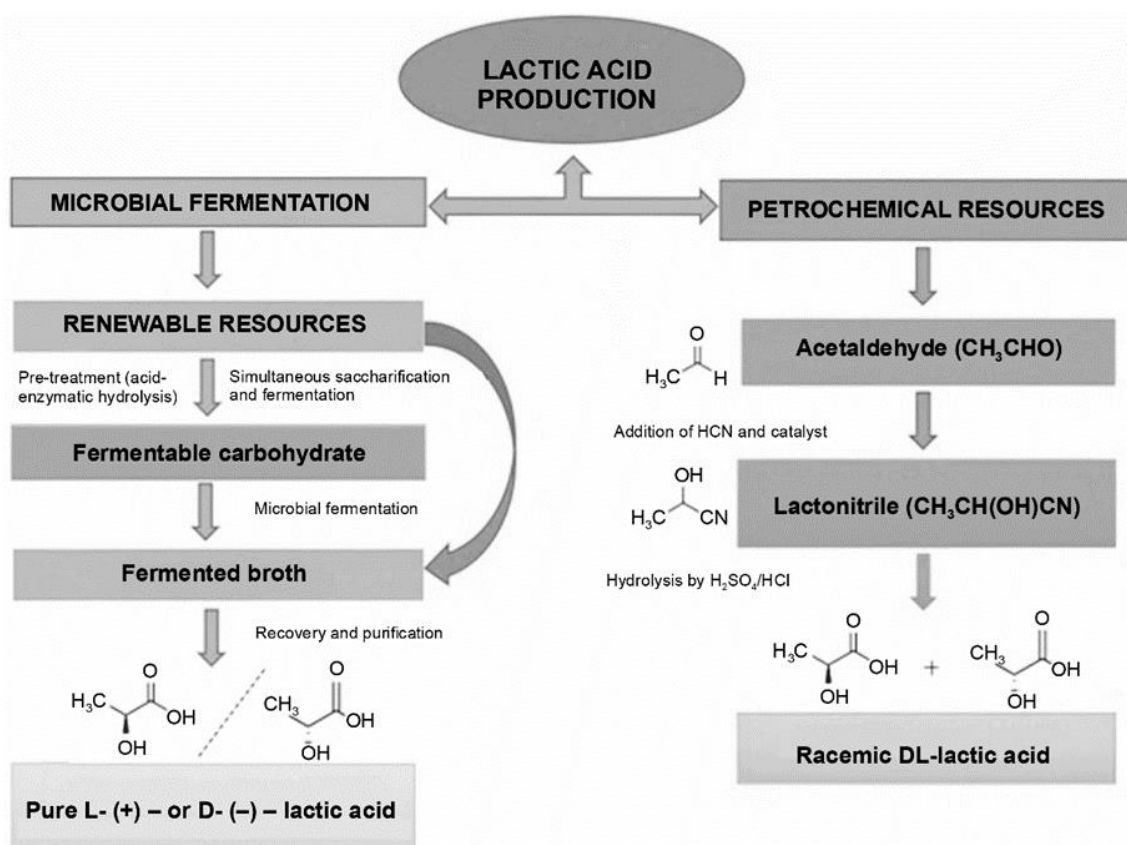 LACTIC ACID
PRODUCTION
MICROBIAL FERMENTATION
RENEWABLE RESOURCES
Pre-treatment (acid-
enzymatic hydrolysis)
Simultaneous saccharification
and fermentation
Fermentable carbohydrate
Microbial fermentation
Fermented broth
Recovery and purification
O
H₃C
OH
OH
O
CH₃
OH
OH
Pure L- (+) – or D- (–) – lactic acid
PETROCHEMICAL RESOURCES
O
H₃C
H
Acetaldehyde (CH₃CHO)
Addition of HCN and catalyst
OH
H₃C
CN
Lactonitrile (CH₃CH(OH)CN)
Hydrolysis by H₂SO₄/HCl
O
H₃C
OH
OH
+
O
CH₃
OH
OH
Racemic DL-lactic acid